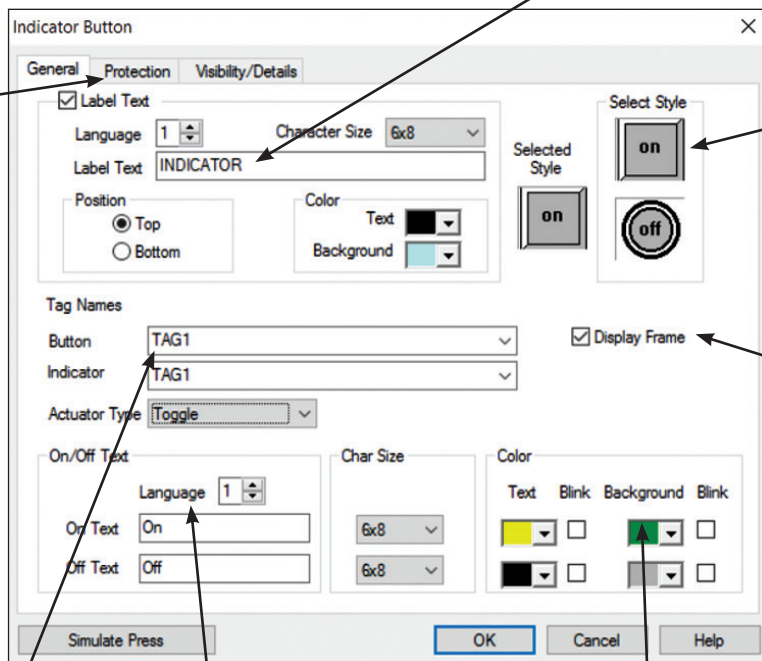 Indicator Button
General Protection Visibility/Details
Label Text
Select Style
Language 1 Character Size 6x8
on
Selected Style
Label Text INDICATOR
Position
Color
Top
Text
on
off
Bottom
Background
Tag Names
Button TAG1
Display Frame
Indicator TAG1
Actuator Type Toggle
On/Off Text Char Size Color
Language 1
Text Blink Background Blink
On Text On 6x8
Off Text Off 6x8
Simulate Press OK Cancel Help